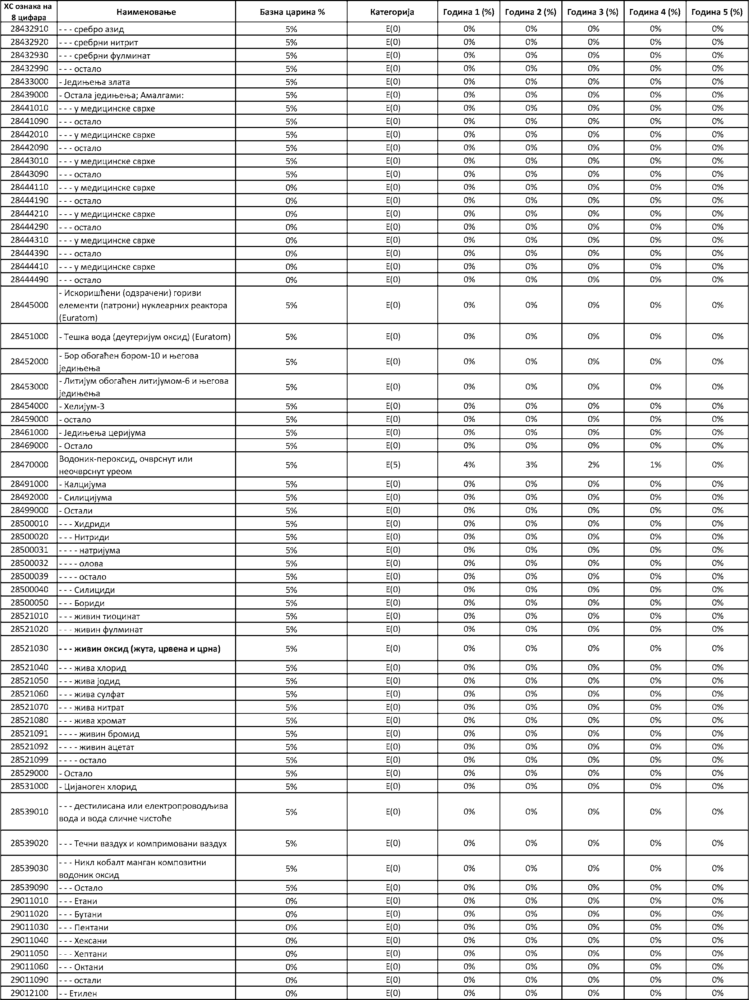 ХС ознака на 8 цифара Наименовање Базна царина % Категорија Година 1 (%) Година 2 (%) Година 3 (%) Година 4 (%) Година 5 (%)
28432910 - - - сребро азид 5% E(0) 0% 0% 0% 0% 0%
28432920 - - - сребрни нитрит 5% E(0) 0% 0% 0% 0% 0%
28432930 - - - сребрни фулминат 5% E(0) 0% 0% 0% 0% 0%
28432990 - - - остало 5% E(0) 0% 0% 0% 0% 0%
28433000 - Једињења злата 5% E(0) 0% 0% 0% 0% 0%
28439000 - Остала једињења; Амалгами: 5% E(0) 0% 0% 0% 0% 0%
28441010 - - - у медицинске сврхе 5% E(0) 0% 0% 0% 0% 0%
28441090 - - - остало 5% E(0) 0% 0% 0% 0% 0%
28442010 - - - у медицинске сврхе 5% E(0) 0% 0% 0% 0% 0%
28442090 - - - остало 5% E(0) 0% 0% 0% 0% 0%
28443010 - - - у медицинске сврхе 5% E(0) 0% 0% 0% 0% 0%
28443090 - - - остало 5% E(0) 0% 0% 0% 0% 0%
28444110 - - - у медицинске сврхе 0% E(0) 0% 0% 0% 0% 0%
28444190 - - - остало 0% E(0) 0% 0% 0% 0% 0%
28444210 - - - у медицинске сврхе 0% E(0) 0% 0% 0% 0% 0%
28444290 - - - остало 0% E(0) 0% 0% 0% 0% 0%
28444310 - - - у медицинске сврхе 0% E(0) 0% 0% 0% 0% 0%
28444390 - - - остало 0% E(0) 0% 0% 0% 0% 0%
28444410 - - - у медицинске сврхе 0% E(0) 0% 0% 0% 0% 0%
28444490 - - - остало 0% E(0) 0% 0% 0% 0% 0%
28445000 - Искоришћени (одзрачени) гориви
елементи (патрони) нуклеарних реактора
(Euratom) 5% E(0) 0% 0% 0% 0% 0%
28451000 - Тешка вода (деутеријум оксид) (Euratom) 5% E(0) 0% 0% 0% 0% 0%
28452000 - Бор обогаћен бором-10 и његова
једињења 5% E(0) 0% 0% 0% 0% 0%
28453000 - Литијум обогаћен литијумом-6 и његова
једињења 5% E(0) 0% 0% 0% 0% 0%
28454000 - Хелијум-3 5% E(0) 0% 0% 0% 0% 0%
28459000 - остало 5% E(0) 0% 0% 0% 0% 0%
28461000 - Једињења церијума 5% E(0) 0% 0% 0% 0% 0%
28469000 - Остало 5% E(0) 0% 0% 0% 0% 0%
28470000 Водоник-пероксид, очврснут или
неочврснут уреом 5% E(5) 4% 3% 2% 1% 0%
28491000 - Калцијума 5% E(0) 0% 0% 0% 0% 0%
28492000 - Силицијума 5% E(0) 0% 0% 0% 0% 0%
28499000 - Остали 5% E(0) 0% 0% 0% 0% 0%
28500010 - - - Хидриди 5% E(0) 0% 0% 0% 0% 0%
28500020 - - - Нитриди 5% E(0) 0% 0% 0% 0% 0%
28500031 - - - - натријума 5% E(0) 0% 0% 0% 0% 0%
28500032 - - - - олова 5% E(0) 0% 0% 0% 0% 0%
28500039 - - - - остало 5% E(0) 0% 0% 0% 0% 0%
28500040 - - - Силициди 5% E(0) 0% 0% 0% 0% 0%
28500050 - - - Бориди 5% E(0) 0% 0% 0% 0% 0%
28521010 - - - живин тиоцинат 5% E(0) 0% 0% 0% 0% 0%
28521020 - - - живин фулминат 5% E(0) 0% 0% 0% 0% 0%
28521030 - - - живин оксид (жута, црвена и црна) 5% E(0) 0% 0% 0% 0% 0%
28521040 - - - жива хлорид 5% E(0) 0% 0% 0% 0% 0%
28521050 - - - жива јодид 5% E(0) 0% 0% 0% 0% 0%
28521060 - - - жива сулфат 5% E(0) 0% 0% 0% 0% 0%
28521070 - - - жива нитрат 5% E(0) 0% 0% 0% 0% 0%
28521080 - - - жива хромат 5% E(0) 0% 0% 0% 0% 0%
28521091 - - - - живин бромид 5% E(0) 0% 0% 0% 0% 0%
28521092 - - - - живин ацетат 5% E(0) 0% 0% 0% 0% 0%
28521099 - - - - остало 5% E(0) 0% 0% 0% 0% 0%
28529000 - Остало 5% E(0) 0% 0% 0% 0% 0%
28531000 - Цијаноген хлорид 5% E(0) 0% 0% 0% 0% 0%
28539010 - - - дестилисана или електропроводљива
вода и вода сличне чистоће 5% E(0) 0% 0% 0% 0% 0%
28539020 - - - Течни ваздух и компримовани ваздух 5% E(0) 0% 0% 0% 0% 0%
28539030 - - - Никл кобалт манган композитни
водоник оксид 5% E(0) 0% 0% 0% 0% 0%
28539090 - - - Остало 5% E(0) 0% 0% 0% 0% 0%
29011010 - - - Етани 0% E(0) 0% 0% 0% 0% 0%
29011020 - - - Бутани 0% E(0) 0% 0% 0% 0% 0%
29011030 - - - Пентани 0% E(0) 0% 0% 0% 0% 0%
29011040 - - - Хексани 0% E(0) 0% 0% 0% 0% 0%
29011050 - - - Хептани 0% E(0) 0% 0% 0% 0% 0%
29011060 - - - Октани 0% E(0) 0% 0% 0% 0% 0%
29011090 - - - остали 0% E(0) 0% 0% 0% 0% 0%
29012100 - - Етилен 0% E(0) 0% 0% 0% 0% 0%